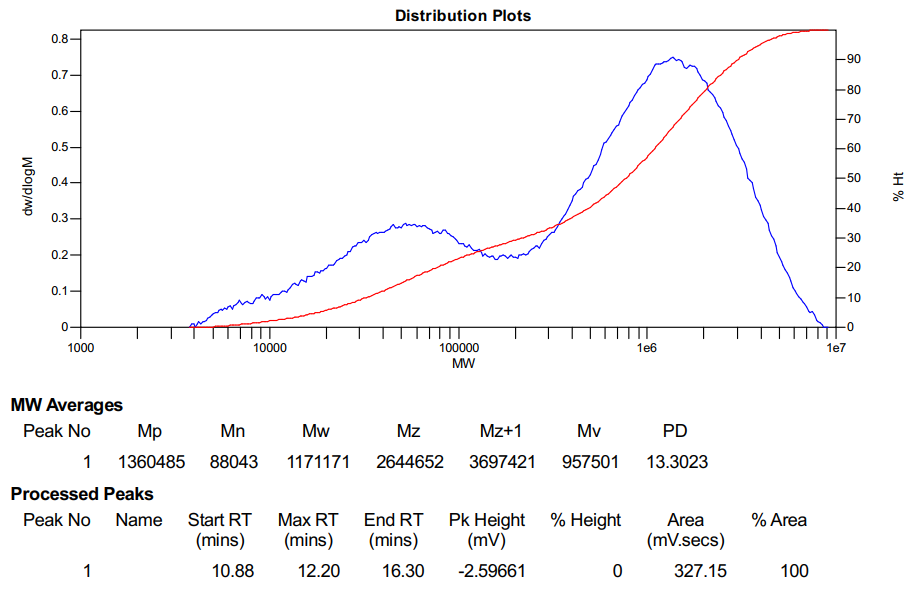 Distribution Plots
0.8
0.7
0.6
0.5
0.4
0.3
0.2
0.1
0
dw/dlogM
90
80
70
60
50
40
30
20
10
0
% Ht
1000 10000 100000 1e6 1e7
MW
MW Averages
Peak No Mp Mn Mw Mz Mz+1 Mv PD
1 1360485 88043 1171171 2644652 3697421 957501 13.3023
Processed Peaks
Peak No Name Start RT Max RT End RT Pk Height % Height Area % Area
(mins) (mins) (mins) (mV) (mV.secs)
1 10.88 12.20 16.30 -2.59661 0 327.15 100